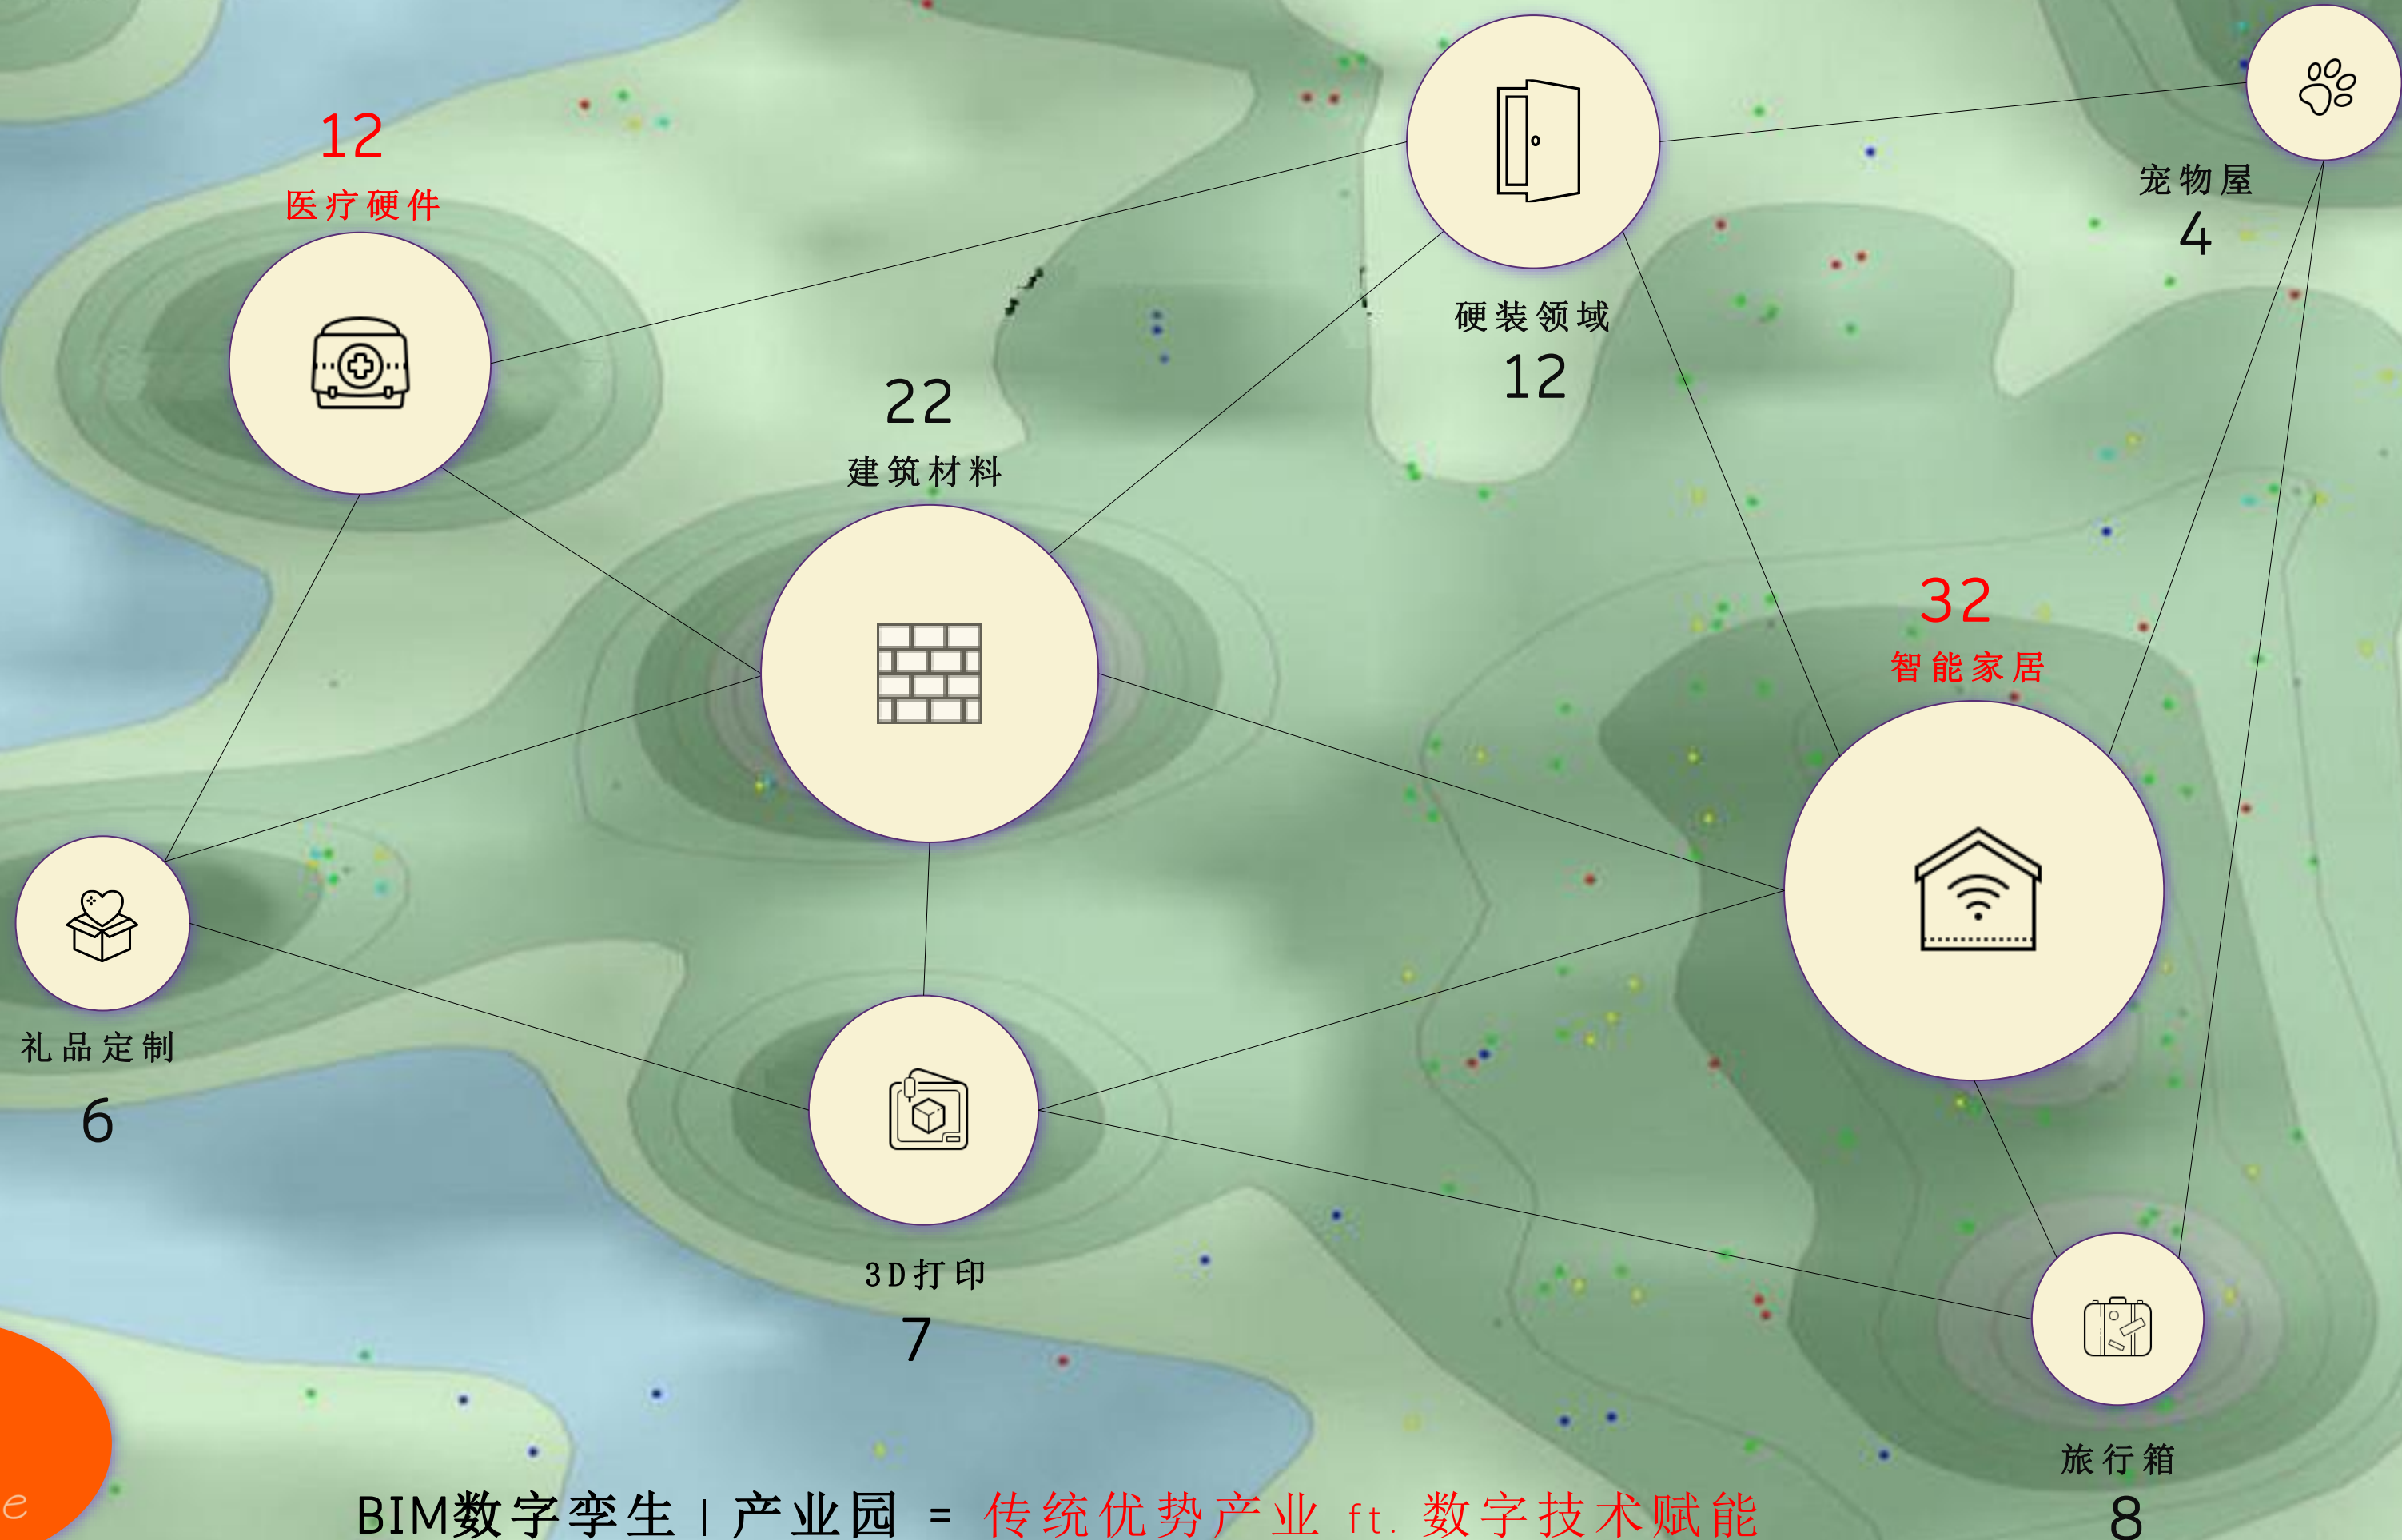 12
医疗硬件
22
建筑材料
硬装领域
12
宠物屋
4
32
智能家居
礼品定制
6
3D打印
7
旅行箱
8
e
BIM数字孪生 | 产业园 = 传统优势产业 ft. 数字技术赋能